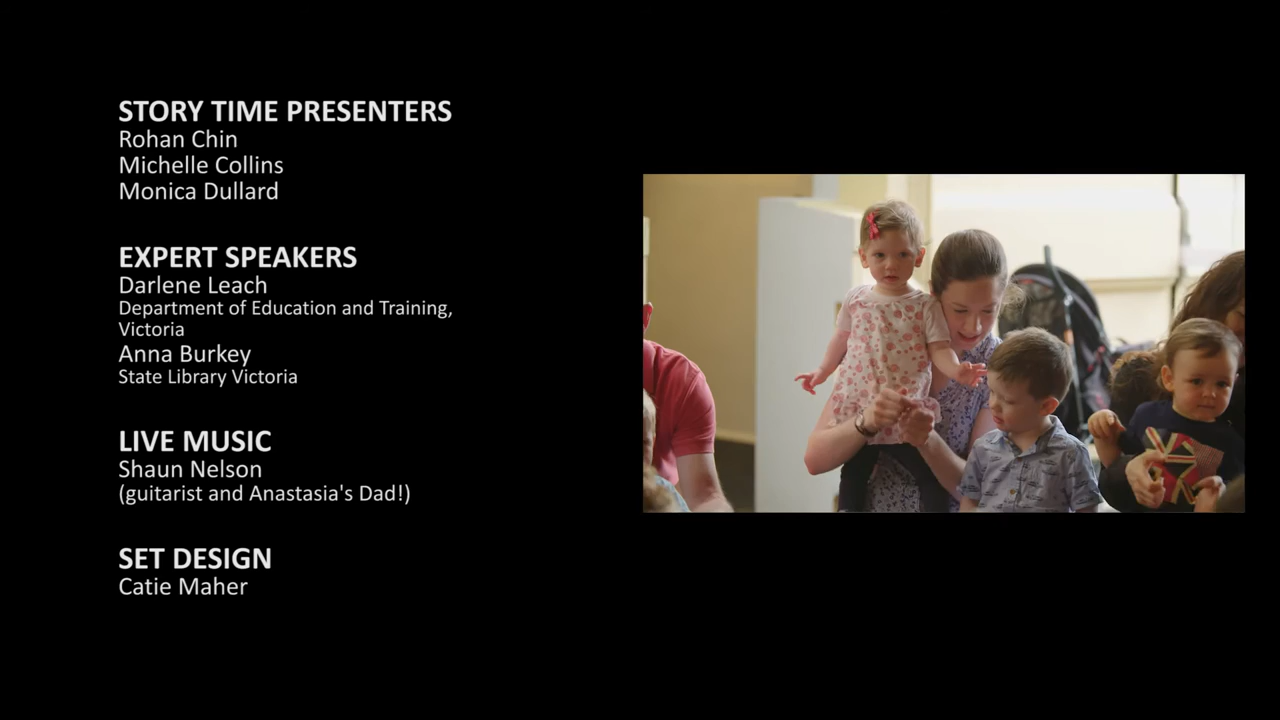 STORY TIME PRESENTERS
Rohan Chin
Michelle Collins
Monica Dullard
EXPERT SPEAKERS
Darlene Leach
Department of Education and Training,
Victoria
Anna Burkey
State Library Victoria
LIVE MUSIC
Shaun Nelson
(guitarist and Anastasia's Dad!)
SET DESIGN
Catie Maher